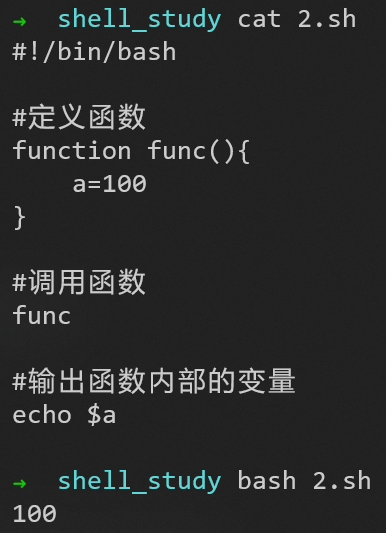 → shell_study cat 2.sh
#!/bin/bash
#定义函数
function func(){
    a=100
}
#调用函数
func
#输出函数内部的变量
echo $a
→ shell_study bash 2.sh
100